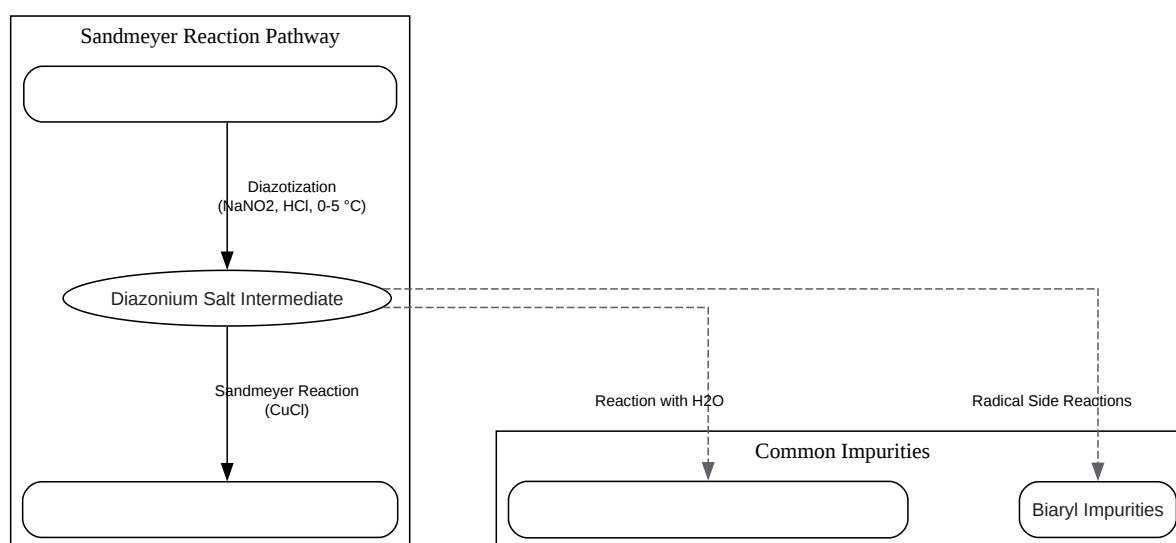 Sandmeyer Reaction Pathway
Diazotization
(NaNO2, HCl, 0-5 °C)
Diazonium Salt Intermediate
Sandmeyer Reaction
(CuCl)
Reaction with H2O
Radical Side Reactions
Common Impurities
Biaryl Impurities